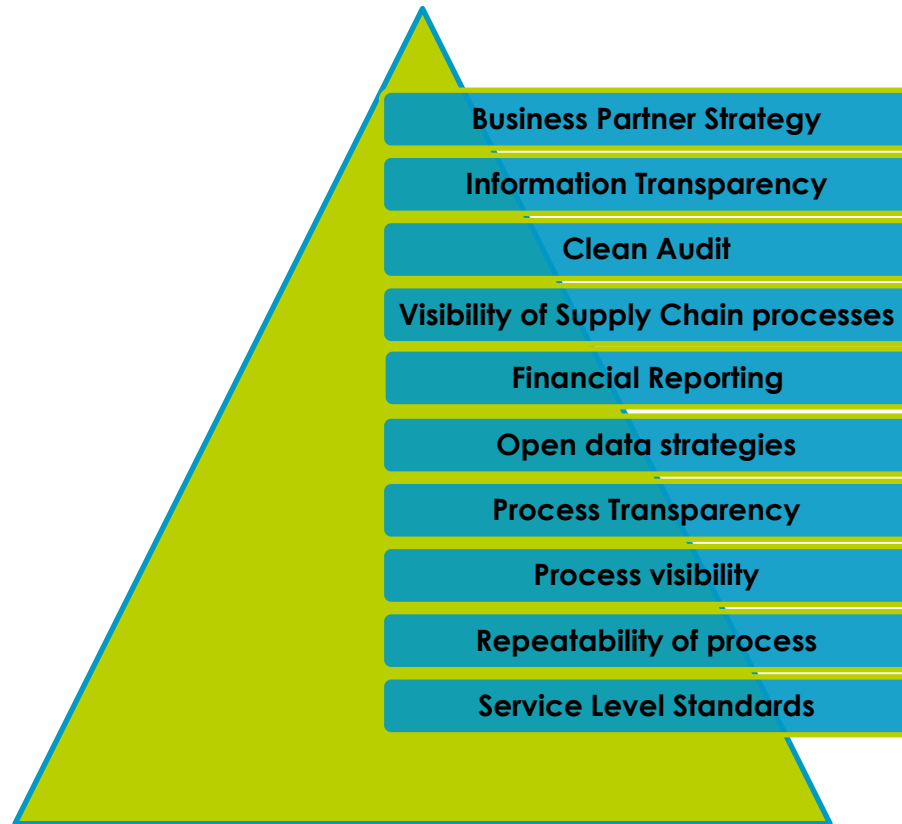 Business Partner Strategy
Information Transparency
Clean Audit
Visibility of Supply Chain processes
Financial Reporting
Open data strategies
Process Transparency
Process visibility
Repeatability of process
Service Level Standards